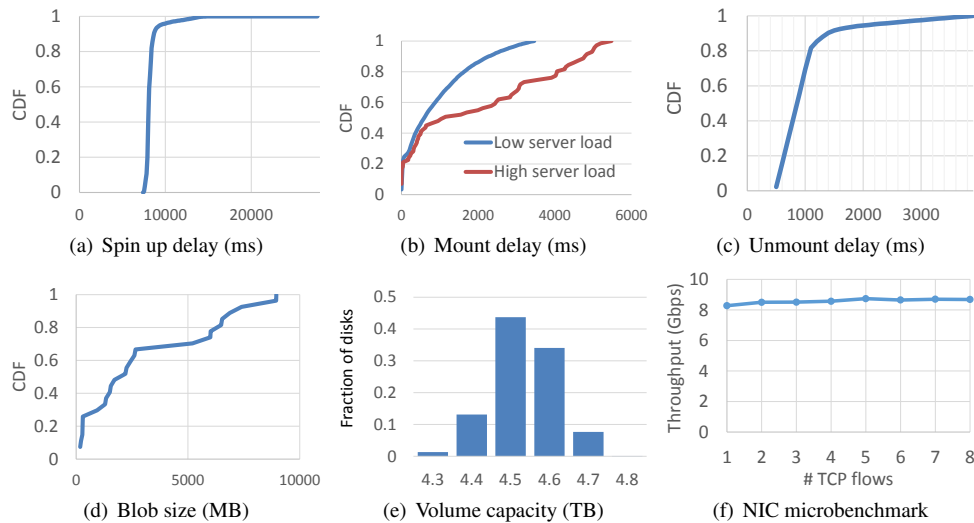 1
0.8
0.6
0.4
0.2
0
CDF
0 10000 20000
(a) Spin up delay (ms)
1
0.8
0.6
0.4
0.2
0
CDF
Low server load
High server load
0 2000 4000 6000
(b) Mount delay (ms)
1
0.8
0.6
0.4
0.2
0
CDF
0 1000 2000 3000
(c) Unmount delay (ms)
1
0.8
0.6
0.4
0.2
0
CDF
0 5000 10000
(d) Blob size (MB)
0.5
0.4
0.3
0.2
0.1
0
Fraction of disks
4.3 4.4 4.5 4.6 4.7 4.8
(e) Volume capacity (TB)
10
8
6
4
2
0
Throughput (Gbps)
1 2 3 4 5 6 7 8
# TCP flows
(f) NIC microbenchmark